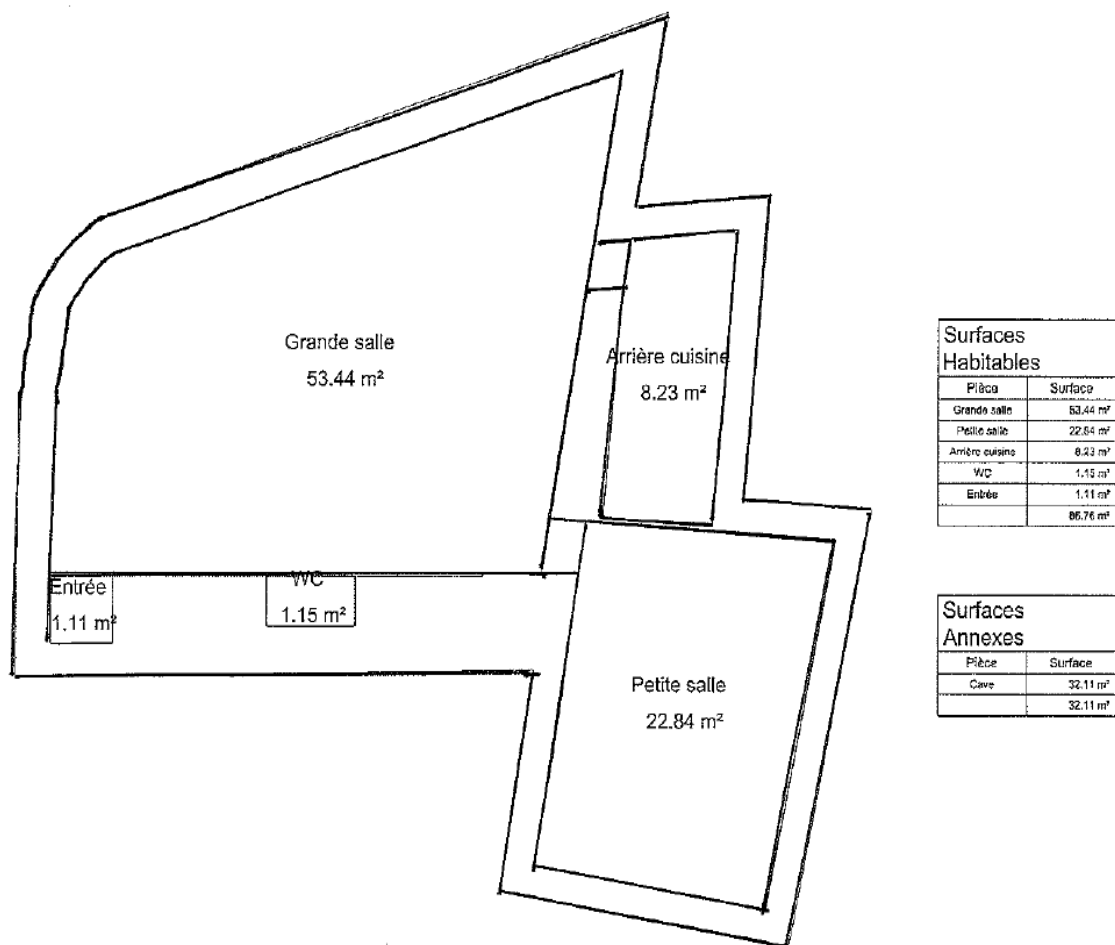 Grande salle
53.44 m²
Arrière cuisine
8.23 m²
Entrée
1.11 m²
WC
1.15 m²
Petite salle
22.84 m²
Surfaces
Habitables
Pièce Surface
Grande salle 53.44 m²
Petite salle 22.84 m²
Arrière cuisine 8.23 m²
WC 1.15 m²
Entrée 1.11 m²
86.76 m²
Surfaces
Annexes
Pièce Surface
Cave 32.11 m²
32.11 m²